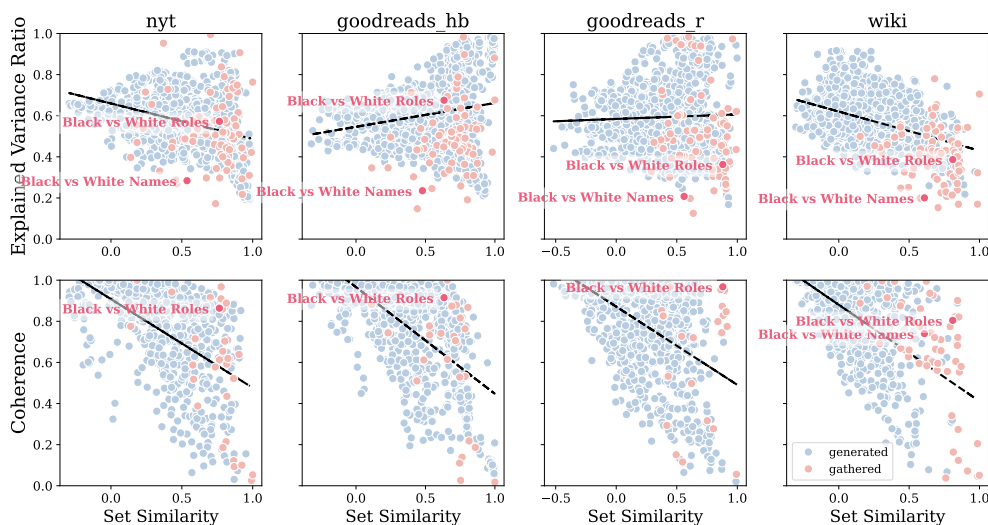 nyt
goodreads_hb
goodreads_r
wiki
Explained Variance Ratio
1.0
0.8
0.6
0.4
0.2
0.0
Black vs White Roles
Black vs White Names
0.0
0.5
1.0
Black vs White Roles
Black vs White Names
0.0
0.5
1.0
Black vs White Roles
Black vs White Names
−0.5
0.0
0.5
1.0
Black vs White Roles
Black vs White Names
0.0
0.5
1.0
Coherence
1.0
0.8
0.6
0.4
0.2
0.0
Black vs White Roles
0.0
0.5
1.0
Set Similarity
Black vs White Roles
0.0
0.5
1.0
Set Similarity
Black vs White Roles
−0.5
0.0
0.5
1.0
Set Similarity
Black vs White Roles
Black vs White Names
generated
gathered
0.0
0.5
1.0
Set Similarity